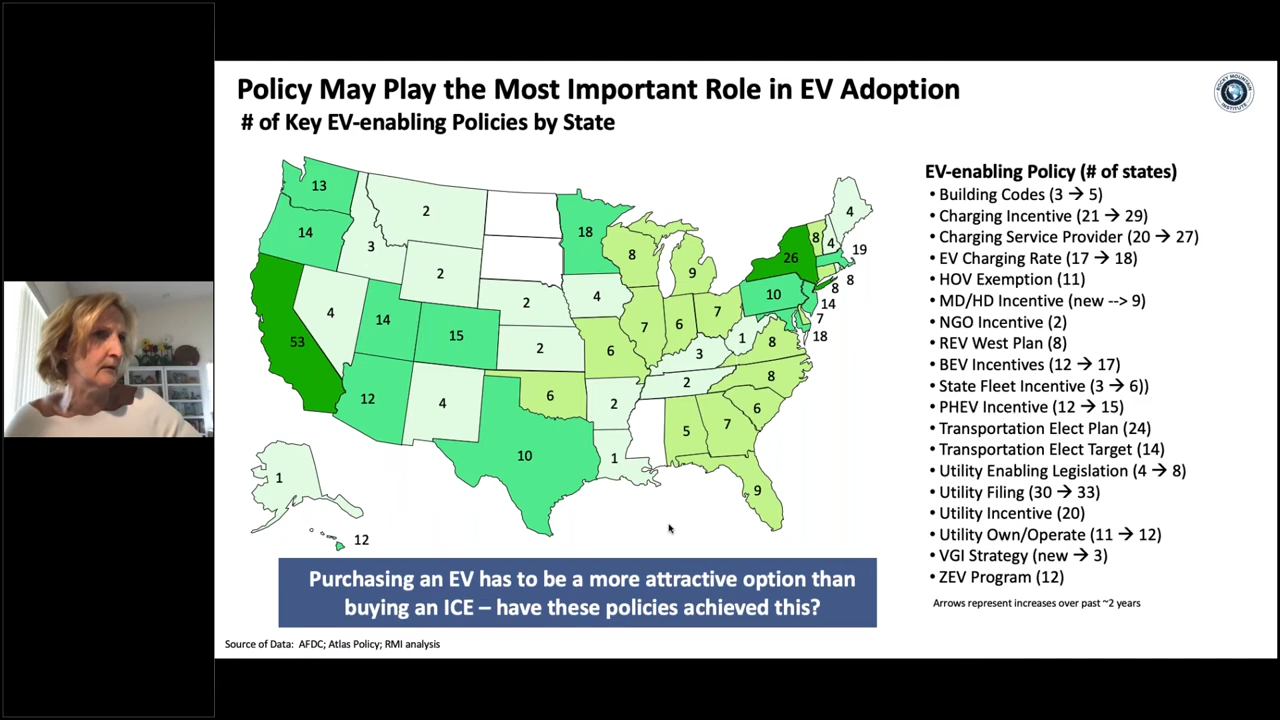 Policy May Play the Most Important Role in EV Adoption
# of Key EV-enabling Policies by State
ROCKY MOUNTAIN
INSTITUTE
13
14
53
4
3
2
2
14
15
12
4
2
2
6
10
18
4
6
2
1
8
7
9
6
7
3
2
5
7
9
6
8
8
1
10
26
8
4
4
19
8
8
14
7
18
1
12
EV-enabling Policy (# of states)
• Building Codes (3 → 5)
• Charging Incentive (21 → 29)
• Charging Service Provider (20 → 27)
• EV Charging Rate (17 → 18)
• HOV Exemption (11)
• MD/HD Incentive (new --> 9)
• NGO Incentive (2)
• REV West Plan (8)
• BEV Incentives (12 → 17)
• State Fleet Incentive (3 → 6))
• PHEV Incentive (12 → 15)
• Transportation Elect Plan (24)
• Transportation Elect Target (14)
• Utility Enabling Legislation (4 → 8)
• Utility Filing (30 → 33)
• Utility Incentive (20)
• Utility Own/Operate (11 → 12)
• VGI Strategy (new → 3)
• ZEV Program (12)
Arrows represent increases over past ~2 years
Purchasing an EV has to be a more attractive option than
buying an ICE – have these policies achieved this?
Source of Data: AFDC; Atlas Policy; RMI analysis